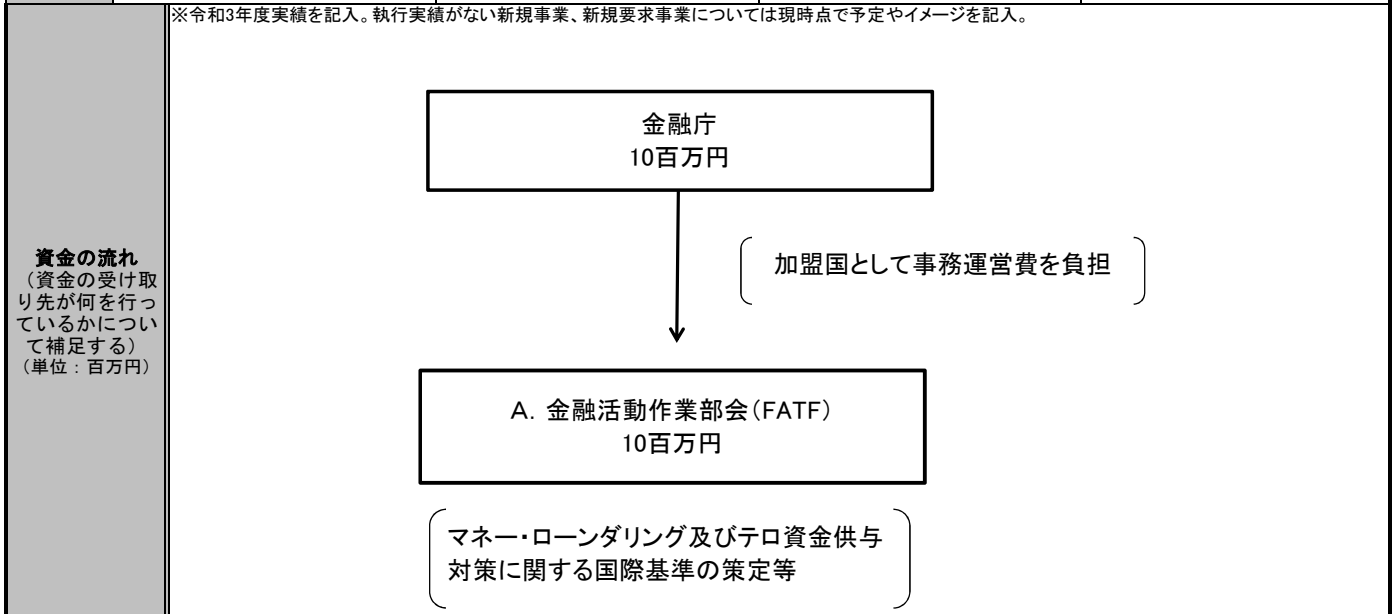 ※令和3年度実績を記入。執行実績がない新規事業、新規要求事業については現時点で予定やイメージを記入。
資金の流れ
（資金の受け取
り先が何を行っ
ているかについ
て補足する）
（単位：百万円）
金融庁
10百万円
加盟国として事務運営費を負担
A．金融活動作業部会（FATF）
10百万円
マネー・ローンダリング及びテロ資金供与
対策に関する国際基準の策定等